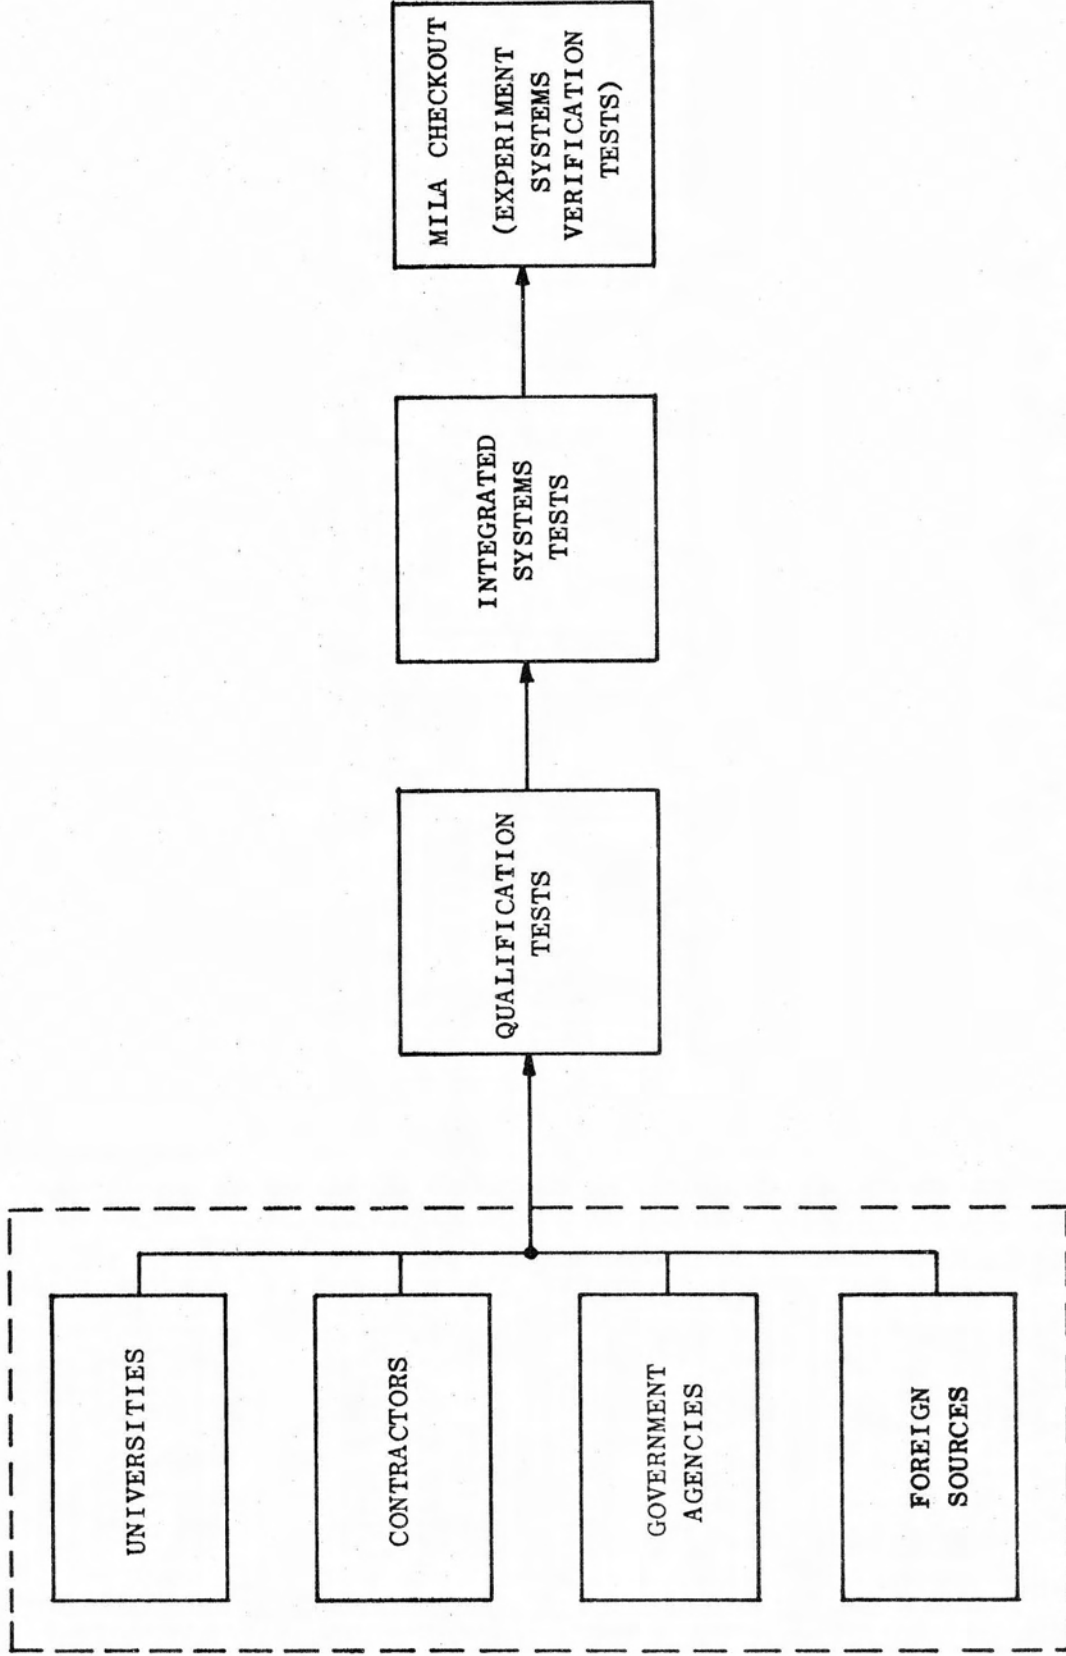 UNIVERSITIES
CONTRACTORS
GOVERNMENT
AGENCIES
FOREIGN
SOURCES
QUALIFICATION
TESTS
INTEGRATED
SYSTEMS
TESTS
MILA CHECKOUT
(EXPERIMENT
SYSTEMS
VERIFICATION
TESTS)